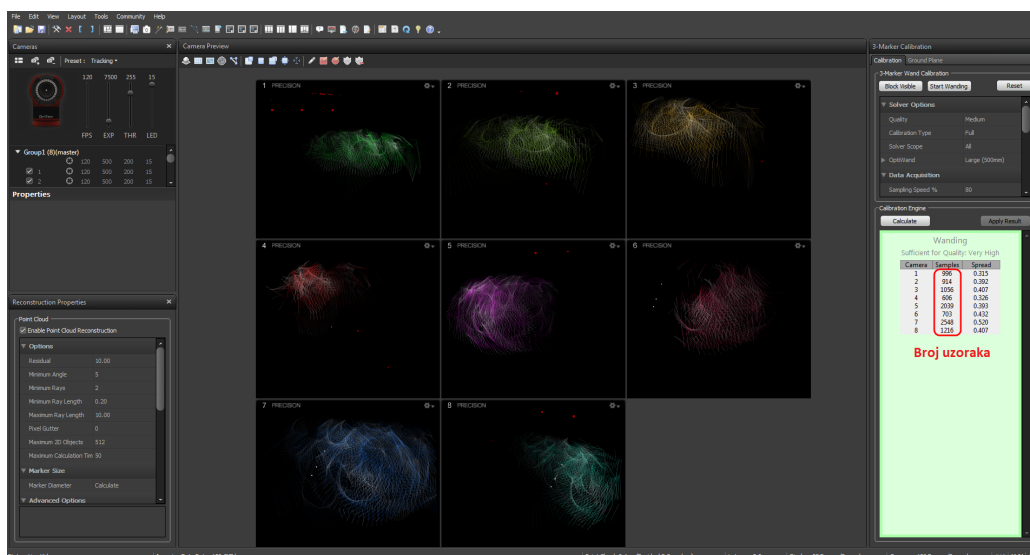 File Edit View Layout Tools Community Help
Cameras
Preset : Tracking
120 7500 255 15
FPS EXP THR LED
Group1 (8)(master)
120 500 200 15
1 120 500 200 15
2 120 500 200 15
Properties
Reconstruction Properties
Point Cloud
Enable Point Cloud Reconstruction
Options
Residual 10.00
Minimum Angle 5
Minimum Rays 2
Minimum Ray Length 0.20
Maximum Ray Length 10.00
Pixel Gutter 0
Maximum 2D Objects 512
Maximum Calculation Tim 50
Marker Size
Marker Diameter Calculate
Advanced Options
Camera Preview
1 PRECISION
2 PRECISION
3 PRECISION
4 PRECISION
5 PRECISION
6 PRECISION
7 PRECISION
8 PRECISION
3-Marker Calibration
Calibration Ground Plane
3-Marker Wand Calibration
Block Visible Start Wanding Reset
Solver Options
Quality Medium
Calibration Type Full
Solver Scope All
OptiWand Large (500mm)
Data Acquisition
Sampling Speed % 80
Calibration Engine
Calculate Apply Result
Wanding
Sufficient for Quality: Very High
Camera Samples Spread
1 996 0.315
2 914 0.392
3 1056 0.407
4 606 0.326
5 2039 0.393
6 703 0.432
7 2548 0.520
8 1216 0.407
Broj uzoraka